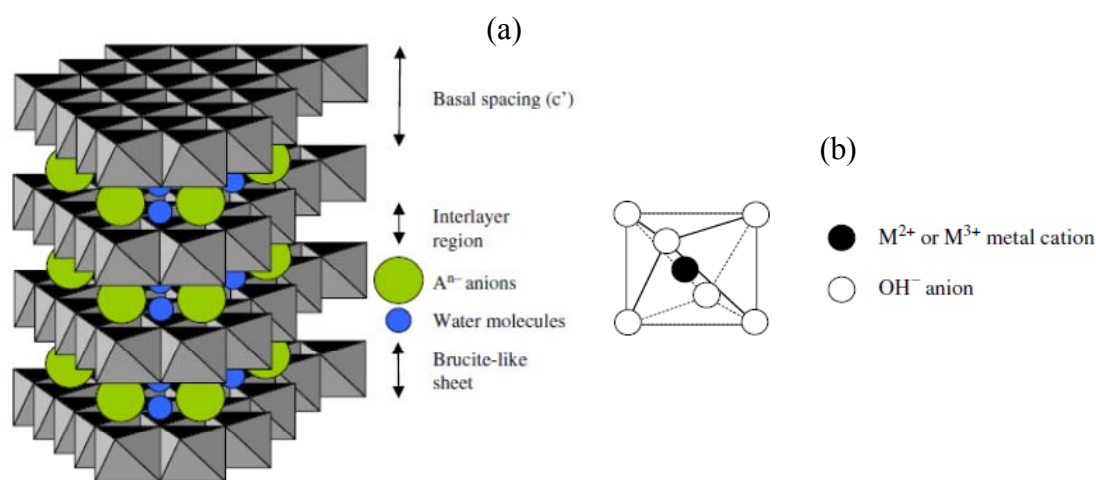 (a)
Basal spacing (c’)
Interlayer
region
Aⁿ⁻ anions
Water molecules
Brucite-like
sheet
(b)
M²⁺ or M³⁺ metal cation
OH⁻ anion